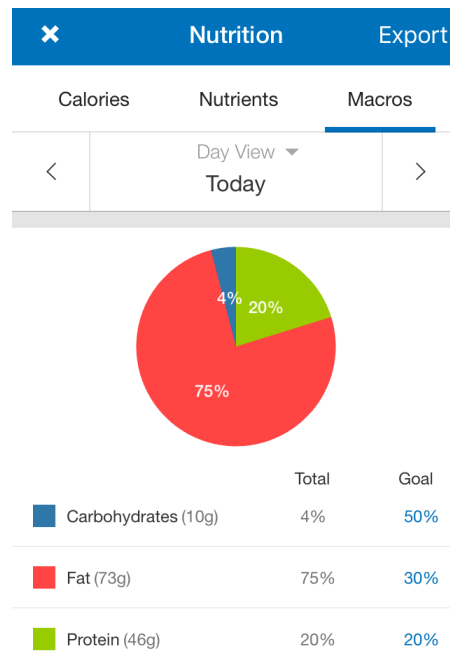 Nutrition Export
Calories Nutrients Macros
Day View
Today
4%
20%
75%
Total Goal
Carbohydrates (10g) 4% 50%
Fat (73g) 75% 30%
Protein (46g) 20% 20%